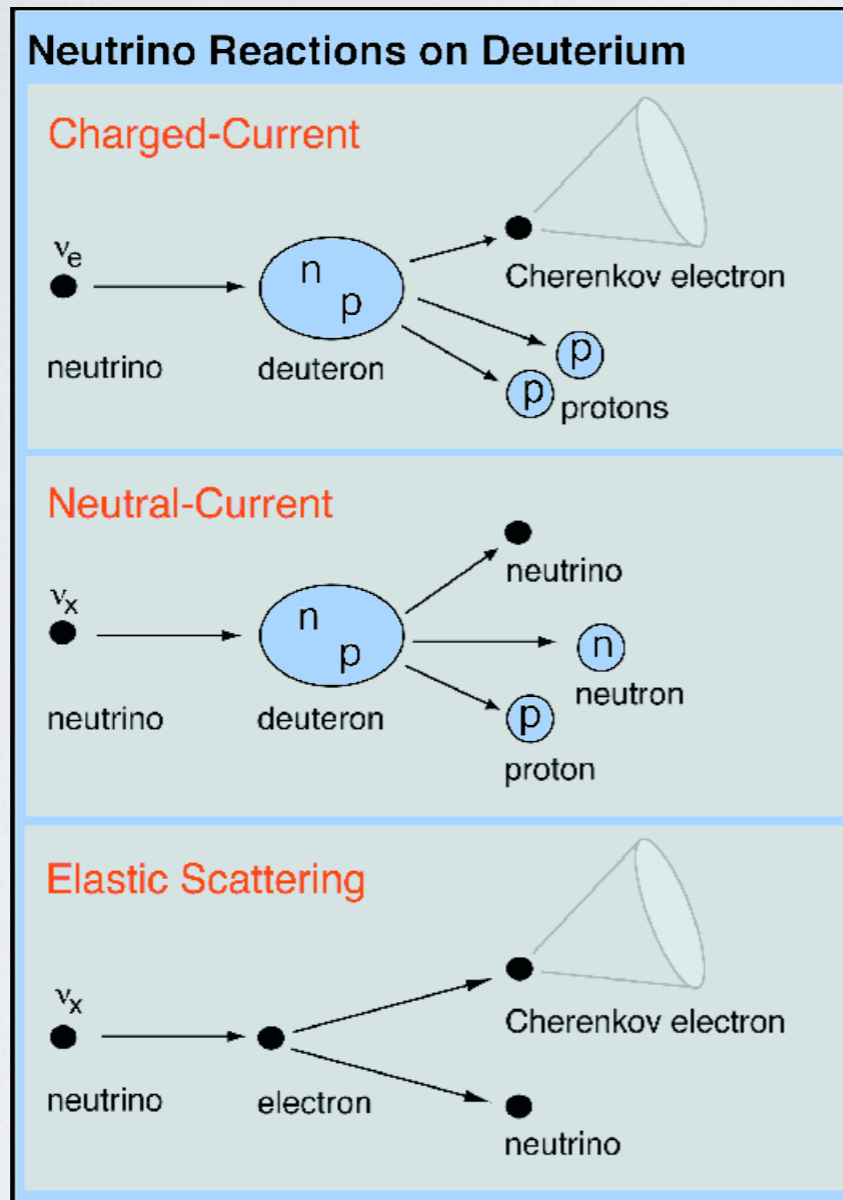 Neutrino Reactions on Deuterium
Charged-Current
νe
n
p
Cherenkov electron
neutrino
deuteron
p
p
protons
Neutral-Current
νx
n
p
neutrino
n
neutron
neutrino
deuteron
p
proton
Elastic Scattering
νx
Cherenkov electron
neutrino
electron
neutrino